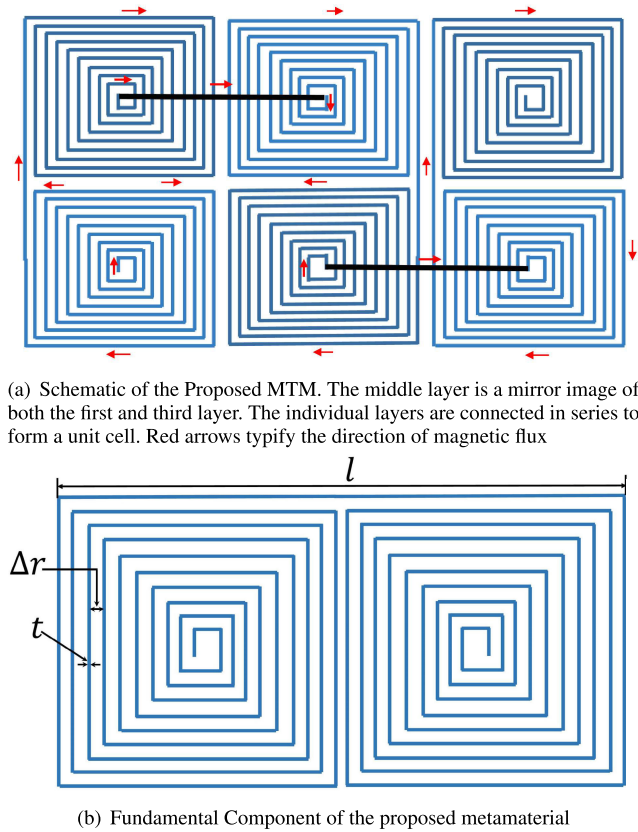 (a) Schematic of the Proposed MTM. The middle layer is a mirror image of
both the first and third layer. The individual layers are connected in series to
form a unit cell. Red arrows typify the direction of magnetic flux
l
Δr
t
(b) Fundamental Component of the proposed metamaterial